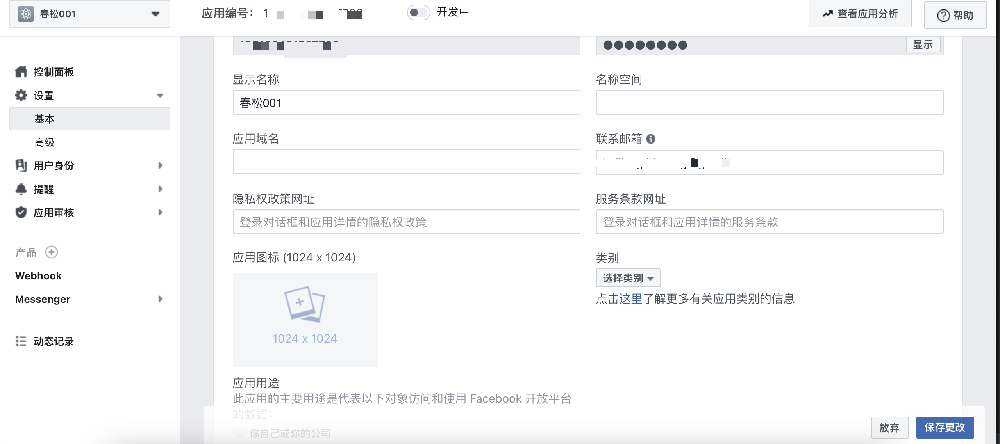 春松001
应用编号： 1
开发中
查看应用分析
帮助
显示
控制面板
设置
基本
高级
用户身份
提醒
应用审核
产品
Webhook
Messenger
动态记录
显示名称
春松001
名称空间
应用域名
联系邮箱
隐私权政策网址
登录对话框和应用详情的隐私权政策
服务条款网址
登录对话框和应用详情的服务条款
应用图标 (1024 x 1024)
1024 x 1024
类别
选择类别
点击这里了解更多有关应用类别的信息
应用用途
此应用的主要用途是代表以下对象访问和使用 Facebook 开放平台
的数据：
你自己或你的公司
放弃
保存更改